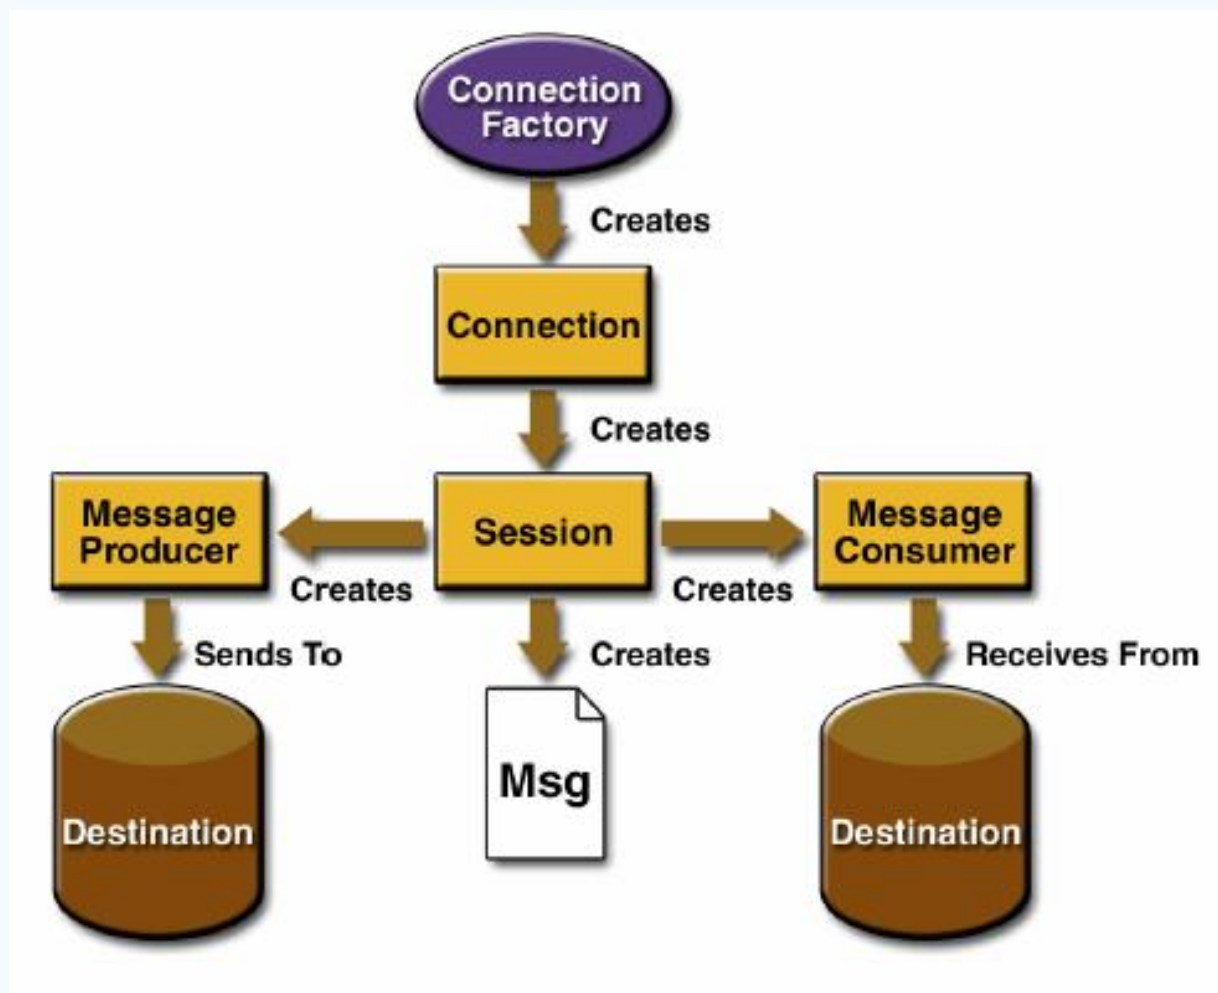 Connection
Factory
Creates
Connection
Creates
Message
Producer
Session
Message
Consumer
Creates
Creates
Sends To
Creates
Receives From
Destination
Msg
Destination